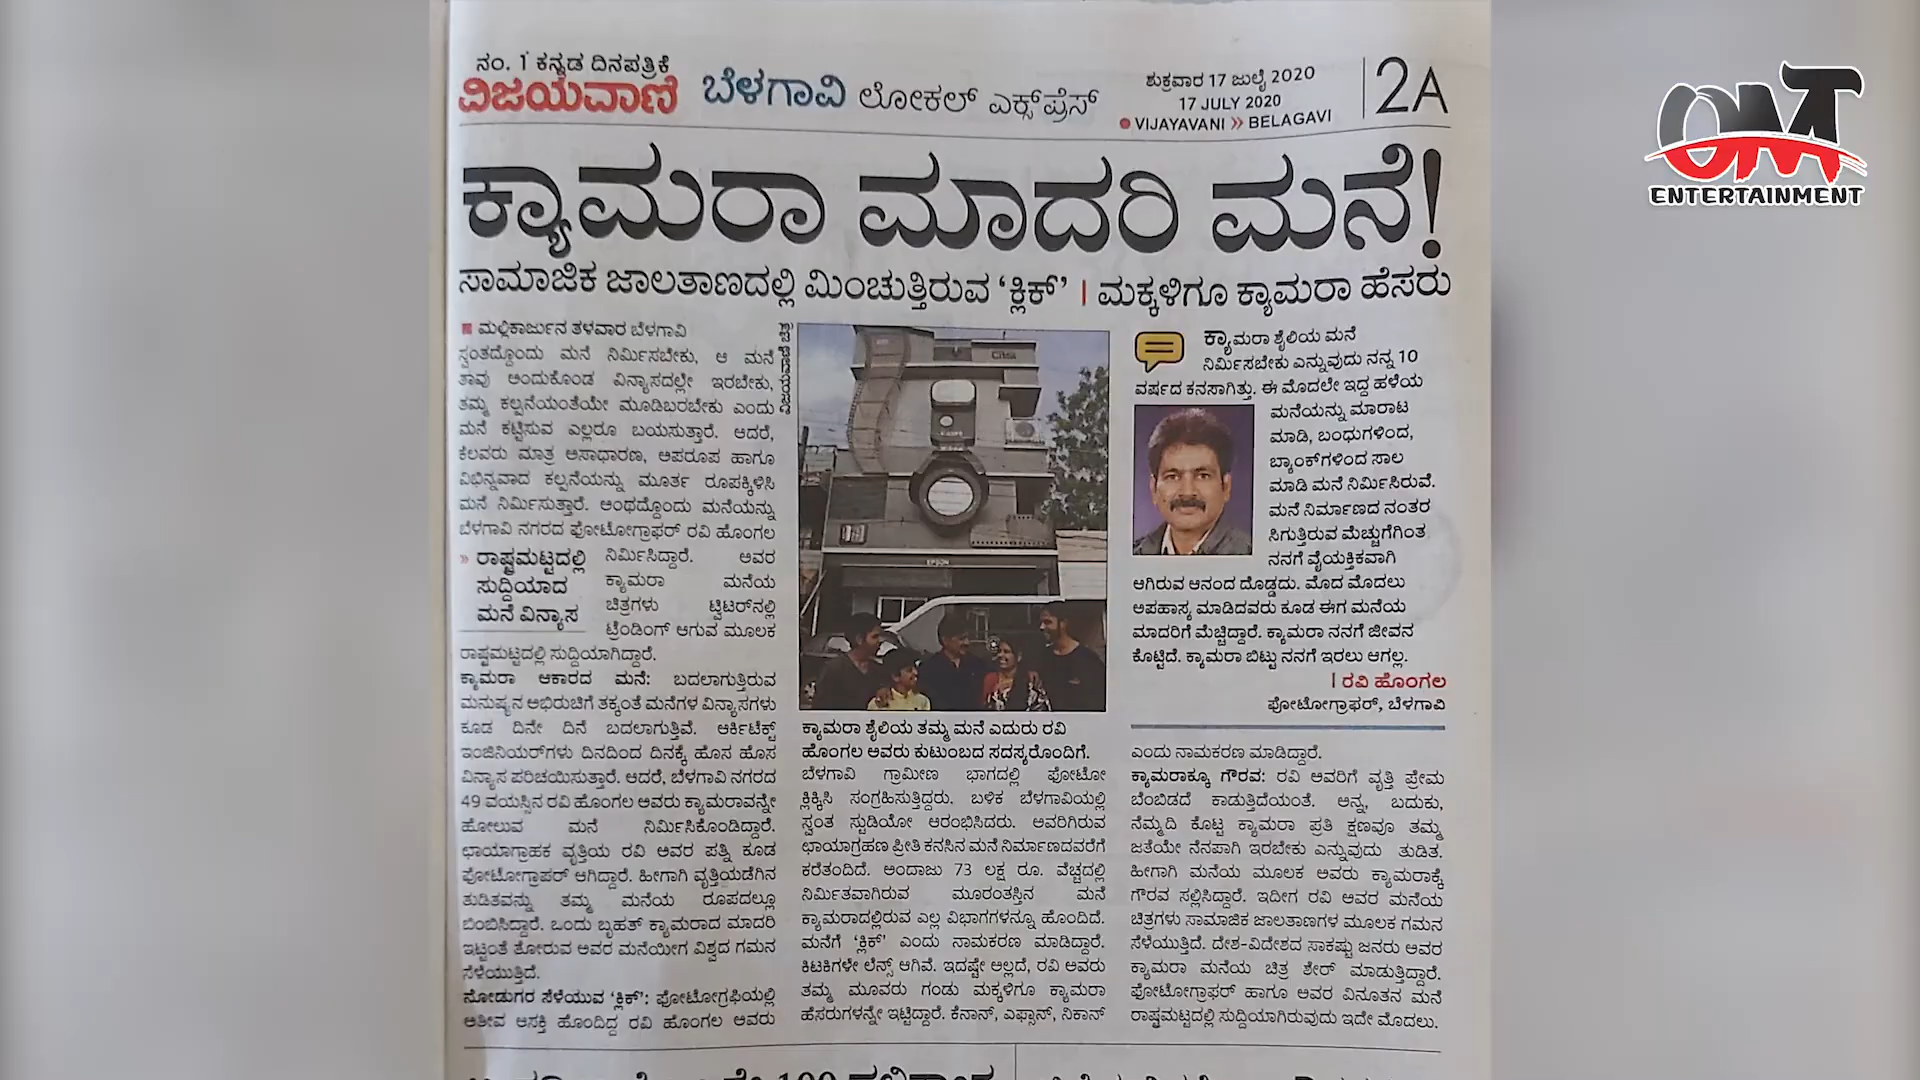 ನಂ. 1 ಕನ್ನಡ ದಿನಪತ್ರಿಕೆ
ವಿಜಯವಾಣಿ ಬೆಳಗಾವಿ ಲೋಕಲ್ ಎಕ್ಸ್‌ಪ್ರೆಸ್
ಶುಕ್ರವಾರ 17 ಜುಲೈ 2020
17 JULY 2020
VIJAYAVANI » BELAGAVI
2A
OMT
ENTERTAINMENT
ಕ್ಯಾಮರಾ ಮಾದರಿ ಮನೆ!
ಸಾಮಾಜಿಕ ಜಾಲತಾಣದಲ್ಲಿ ಮಿಂಚುತ್ತಿರುವ ‘ಕ್ಲಿಕ್’ | ಮಕ್ಕಳಿಗೂ ಕ್ಯಾಮರಾ ಹೆಸರು
■ ಮಲ್ಲಿಕಾರ್ಜುನ ತಳವಾರ ಬೆಳಗಾವಿ
ಸ್ವಂತದ್ದೊಂದು ಮನೆ ನಿರ್ಮಿಸಬೇಕು, ಆ ಮನೆ
ತಾವು ಅಂದುಕೊಂಡ ವಿನ್ಯಾಸದಲ್ಲೇ ಇರಬೇಕು,
ತಮ್ಮ ಕಲ್ಪನೆಯಂತೆಯೇ ಮೂಡಿಬರಬೇಕು ಎಂದು
ಮನೆ ಕಟ್ಟಿಸುವ ಎಲ್ಲರೂ ಬಯಸುತ್ತಾರೆ. ಆದರೆ,
ಕೆಲವರು ಮಾತ್ರ ಅಸಾಧಾರಣ, ಅಪರೂಪ ಹಾಗೂ
ವಿಭಿನ್ನವಾದ ಕಲ್ಪನೆಯನ್ನು ಮೂರ್ತ ರೂಪಕ್ಕಿಳಿಸಿ
ಮನೆ ನಿರ್ಮಿಸುತ್ತಾರೆ. ಅಂಥದ್ದೊಂದು ಮನೆಯನ್ನು
ಬೆಳಗಾವಿ ನಗರದ ಫೋಟೋಗ್ರಾಫರ್ ರವಿ ಹೊಂಗಲ
ನಿರ್ಮಿಸಿದ್ದಾರೆ. ಅವರ
ಕ್ಯಾಮರಾ ಮನೆಯ
ಚಿತ್ರಗಳು ಟ್ವಿಟರ್‌ನಲ್ಲಿ
ಟ್ರೆಂಡಿಂಗ್ ಆಗುವ ಮೂಲಕ
» ರಾಷ್ಟ್ರಮಟ್ಟದಲ್ಲಿ
ಸುದ್ದಿಯಾದ
ಮನೆ ವಿನ್ಯಾಸ
ರಾಷ್ಟ್ರಮಟ್ಟದಲ್ಲಿ ಸುದ್ದಿಯಾಗಿದ್ದಾರೆ.
ಕ್ಯಾಮರಾ ಆಕಾರದ ಮನೆ: ಬದಲಾಗುತ್ತಿರುವ
ಮನುಷ್ಯನ ಅಭಿರುಚಿಗೆ ತಕ್ಕಂತೆ ಮನೆಗಳ ವಿನ್ಯಾಸಗಳು
ಕೂಡ ದಿನೇ ದಿನೆ ಬದಲಾಗುತ್ತಿವೆ. ಆರ್ಕಿಟೆಕ್ಟ್
ಇಂಜಿನಿಯರ್‌ಗಳು ದಿನದಿಂದ ದಿನಕ್ಕೆ ಹೊಸ ಹೊಸ
ವಿನ್ಯಾಸ ಪರಿಚಯಿಸುತ್ತಾರೆ. ಆದರೆ, ಬೆಳಗಾವಿ ನಗರದ
49 ವಯಸ್ಸಿನ ರವಿ ಹೊಂಗಲ ಅವರು ಕ್ಯಾಮರಾವನ್ನೇ
ಹೋಲುವ ಮನೆ ನಿರ್ಮಿಸಿಕೊಂಡಿದ್ದಾರೆ.
ಛಾಯಾಗ್ರಾಹಕ ವೃತ್ತಿಯ ರವಿ ಅವರ ಪತ್ನಿ ಕೂಡ
ಫೋಟೋಗ್ರಾಪರ್ ಆಗಿದ್ದಾರೆ. ಹೀಗಾಗಿ ವೃತ್ತಿಯೆಡೆಗಿನ
ತುಡಿತವನ್ನು ತಮ್ಮ ಮನೆಯ ರೂಪದಲ್ಲೂ
ಬಿಂಬಿಸಿದ್ದಾರೆ. ಒಂದು ಬೃಹತ್ ಕ್ಯಾಮರಾದ ಮಾದರಿ
ಇಟ್ಟಂತೆ ತೋರುವ ಅವರ ಮನೆಯೀಗ ವಿಶ್ವದ ಗಮನ
ಸೆಳೆಯುತ್ತಿದೆ.
ನೋಡುಗರ ಸೆಳೆಯುವ ‘ಕ್ಲಿಕ್’: ಫೋಟೋಗ್ರಫಿಯಲ್ಲಿ
ಅತೀವ ಆಸಕ್ತಿ ಹೊಂದಿದ್ದ ರವಿ ಹೊಂಗಲ ಅವರು
ವಿಜಯವಾಣಿ ಚಿತ್ರ
EPSON
ಕ್ಯಾಮರಾ ಶೈಲಿಯ ತಮ್ಮ ಮನೆ ಎದುರು ರವಿ
ಹೊಂಗಲ ಅವರು ಕುಟುಂಬದ ಸದಸ್ಯರೊಂದಿಗೆ.
ಬೆಳಗಾವಿ ಗ್ರಾಮೀಣ ಭಾಗದಲ್ಲಿ ಫೋಟೋ
ಕ್ಲಿಕ್ಕಿಸಿ ಸಂಗ್ರಹಿಸುತ್ತಿದ್ದರು. ಬಳಿಕ ಬೆಳಗಾವಿಯಲ್ಲಿ
ಸ್ವಂತ ಸ್ಟುಡಿಯೋ ಆರಂಭಿಸಿದರು. ಅವರಿಗಿರುವ
ಛಾಯಾಗ್ರಹಣ ಪ್ರೀತಿ ಕನಸಿನ ಮನೆ ನಿರ್ಮಾಣದವರೆಗೆ
ಕರೆತಂದಿದೆ. ಅಂದಾಜು 73 ಲಕ್ಷ ರೂ. ವೆಚ್ಚದಲ್ಲಿ
ನಿರ್ಮಿತವಾಗಿರುವ ಮೂರಂತಸ್ತಿನ ಮನೆ
ಕ್ಯಾಮರಾದಲ್ಲಿರುವ ಎಲ್ಲ ವಿಭಾಗಗಳನ್ನೂ ಹೊಂದಿದೆ.
ಮನೆಗೆ ‘ಕ್ಲಿಕ್’ ಎಂದು ನಾಮಕರಣ ಮಾಡಿದ್ದಾರೆ.
ಕಿಟಕಿಗಳೇ ಲೆನ್ಸ್ ಆಗಿವೆ. ಇದಷ್ಟೇ ಅಲ್ಲದೆ, ರವಿ ಅವರು
ತಮ್ಮ ಮೂವರು ಗಂಡು ಮಕ್ಕಳಿಗೂ ಕ್ಯಾಮರಾ
ಹೆಸರುಗಳನ್ನೇ ಇಟ್ಟಿದ್ದಾರೆ. ಕೆನಾನ್, ಎಫ್ಸಾನ್, ನಿಕಾನ್
ಕ್ಯಾಮರಾ ಶೈಲಿಯ ಮನೆ
ನಿರ್ಮಿಸಬೇಕು ಎನ್ನುವುದು ನನ್ನ 10
ವರ್ಷದ ಕನಸಾಗಿತ್ತು. ಈ ಮೊದಲೇ ಇದ್ದ ಹಳೆಯ
ಮನೆಯನ್ನು ಮಾರಾಟ
ಮಾಡಿ, ಬಂಧುಗಳಿಂದ,
ಬ್ಯಾಂಕ್‌ಗಳಿಂದ ಸಾಲ
ಮಾಡಿ ಮನೆ ನಿರ್ಮಿಸಿರುವೆ.
ಮನೆ ನಿರ್ಮಾಣದ ನಂತರ
ಸಿಗುತ್ತಿರುವ ಮೆಚ್ಚುಗೆಗಿಂತ
ನನಗೆ ವೈಯಕ್ತಿಕವಾಗಿ
ಆಗಿರುವ ಆನಂದ ದೊಡ್ಡದು. ಮೊದ ಮೊದಲು
ಅಪಹಾಸ್ಯ ಮಾಡಿದವರು ಕೂಡ ಈಗ ಮನೆಯ
ಮಾದರಿಗೆ ಮೆಚ್ಚಿದ್ದಾರೆ. ಕ್ಯಾಮರಾ ನನಗೆ ಜೀವನ
ಕೊಟ್ಟಿದೆ. ಕ್ಯಾಮರಾ ಬಿಟ್ಟು ನನಗೆ ಇರಲು ಆಗಲ್ಲ.
| ರವಿ ಹೊಂಗಲ
ಫೋಟೋಗ್ರಾಫರ್, ಬೆಳಗಾವಿ
ಎಂದು ನಾಮಕರಣ ಮಾಡಿದ್ದಾರೆ.
ಕ್ಯಾಮರಾಕ್ಕೂ ಗೌರವ: ರವಿ ಅವರಿಗೆ ವೃತ್ತಿ ಪ್ರೇಮ
ಬೆಂಬಿಡದೆ ಕಾಡುತ್ತಿದೆಯಂತೆ. ಅನ್ನ, ಬದುಕು,
ನೆಮ್ಮದಿ ಕೊಟ್ಟ ಕ್ಯಾಮರಾ ಪ್ರತಿ ಕ್ಷಣವೂ ತಮ್ಮ
ಜತೆಯೇ ನೆನಪಾಗಿ ಇರಬೇಕು ಎನ್ನುವುದು ತುಡಿತ.
ಹೀಗಾಗಿ ಮನೆಯ ಮೂಲಕ ಅವರು ಕ್ಯಾಮರಾಕ್ಕೆ
ಗೌರವ ಸಲ್ಲಿಸಿದ್ದಾರೆ. ಇದೀಗ ರವಿ ಅವರ ಮನೆಯ
ಚಿತ್ರಗಳು ಸಾಮಾಜಿಕ ಜಾಲತಾಣಗಳ ಮೂಲಕ ಗಮನ
ಸೆಳೆಯುತ್ತಿದೆ. ದೇಶ-ವಿದೇಶದ ಸಾಕಷ್ಟು ಜನರು ಅವರ
ಕ್ಯಾಮರಾ ಮನೆಯ ಚಿತ್ರ ಶೇರ್ ಮಾಡುತ್ತಿದ್ದಾರೆ.
ಫೋಟೋಗ್ರಾಫರ್ ಹಾಗೂ ಅವರ ವಿನೂತನ ಮನೆ
ರಾಷ್ಟ್ರಮಟ್ಟದಲ್ಲಿ ಸುದ್ದಿಯಾಗಿರುವುದು ಇದೇ ಮೊದಲು.